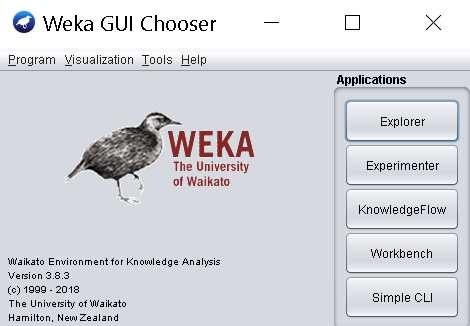 Weka GUI Chooser
Program Visualization Tools Help
Applications
Explorer
Experimenter
KnowledgeFlow
Workbench
Simple CLI
WEKA
The University
of Waikato
Waikato Environment for Knowledge Analysis
Version 3.8.3
(c) 1999 - 2018
The University of Waikato
Hamilton, New Zealand